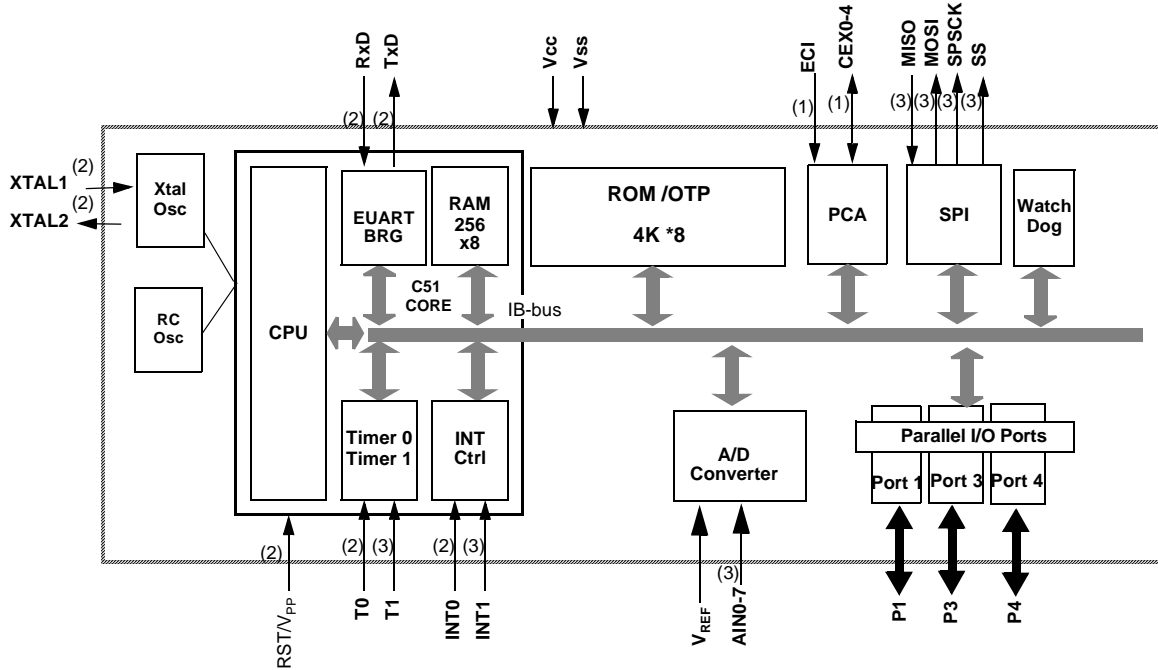 RxD
TxD
Vcc
Vss
ECI
CEX0-4
MISO
MOSI
SPSCK
SS
(2)
(2)
(1)
(1)
(3)
(3)
(3)
(3)
XTAL1
(2)
XTAL2
(2)
Xtal
Osc
RC
Osc
CPU
EUART
BRG
RAM
256
x8
C51
CORE
IB-bus
ROM /OTP
4K *8
PCA
SPI
Watch
Dog
Timer 0
Timer 1
INT
Ctrl
A/D
Converter
Parallel I/O Ports
Port 1
Port 3
Port 4
(2)
(2)
(3)
(2)
(3)
(3)
RST/VPP
T0
T1
INT0
INT1
VREF
AIN0-7
P1
P3
P4